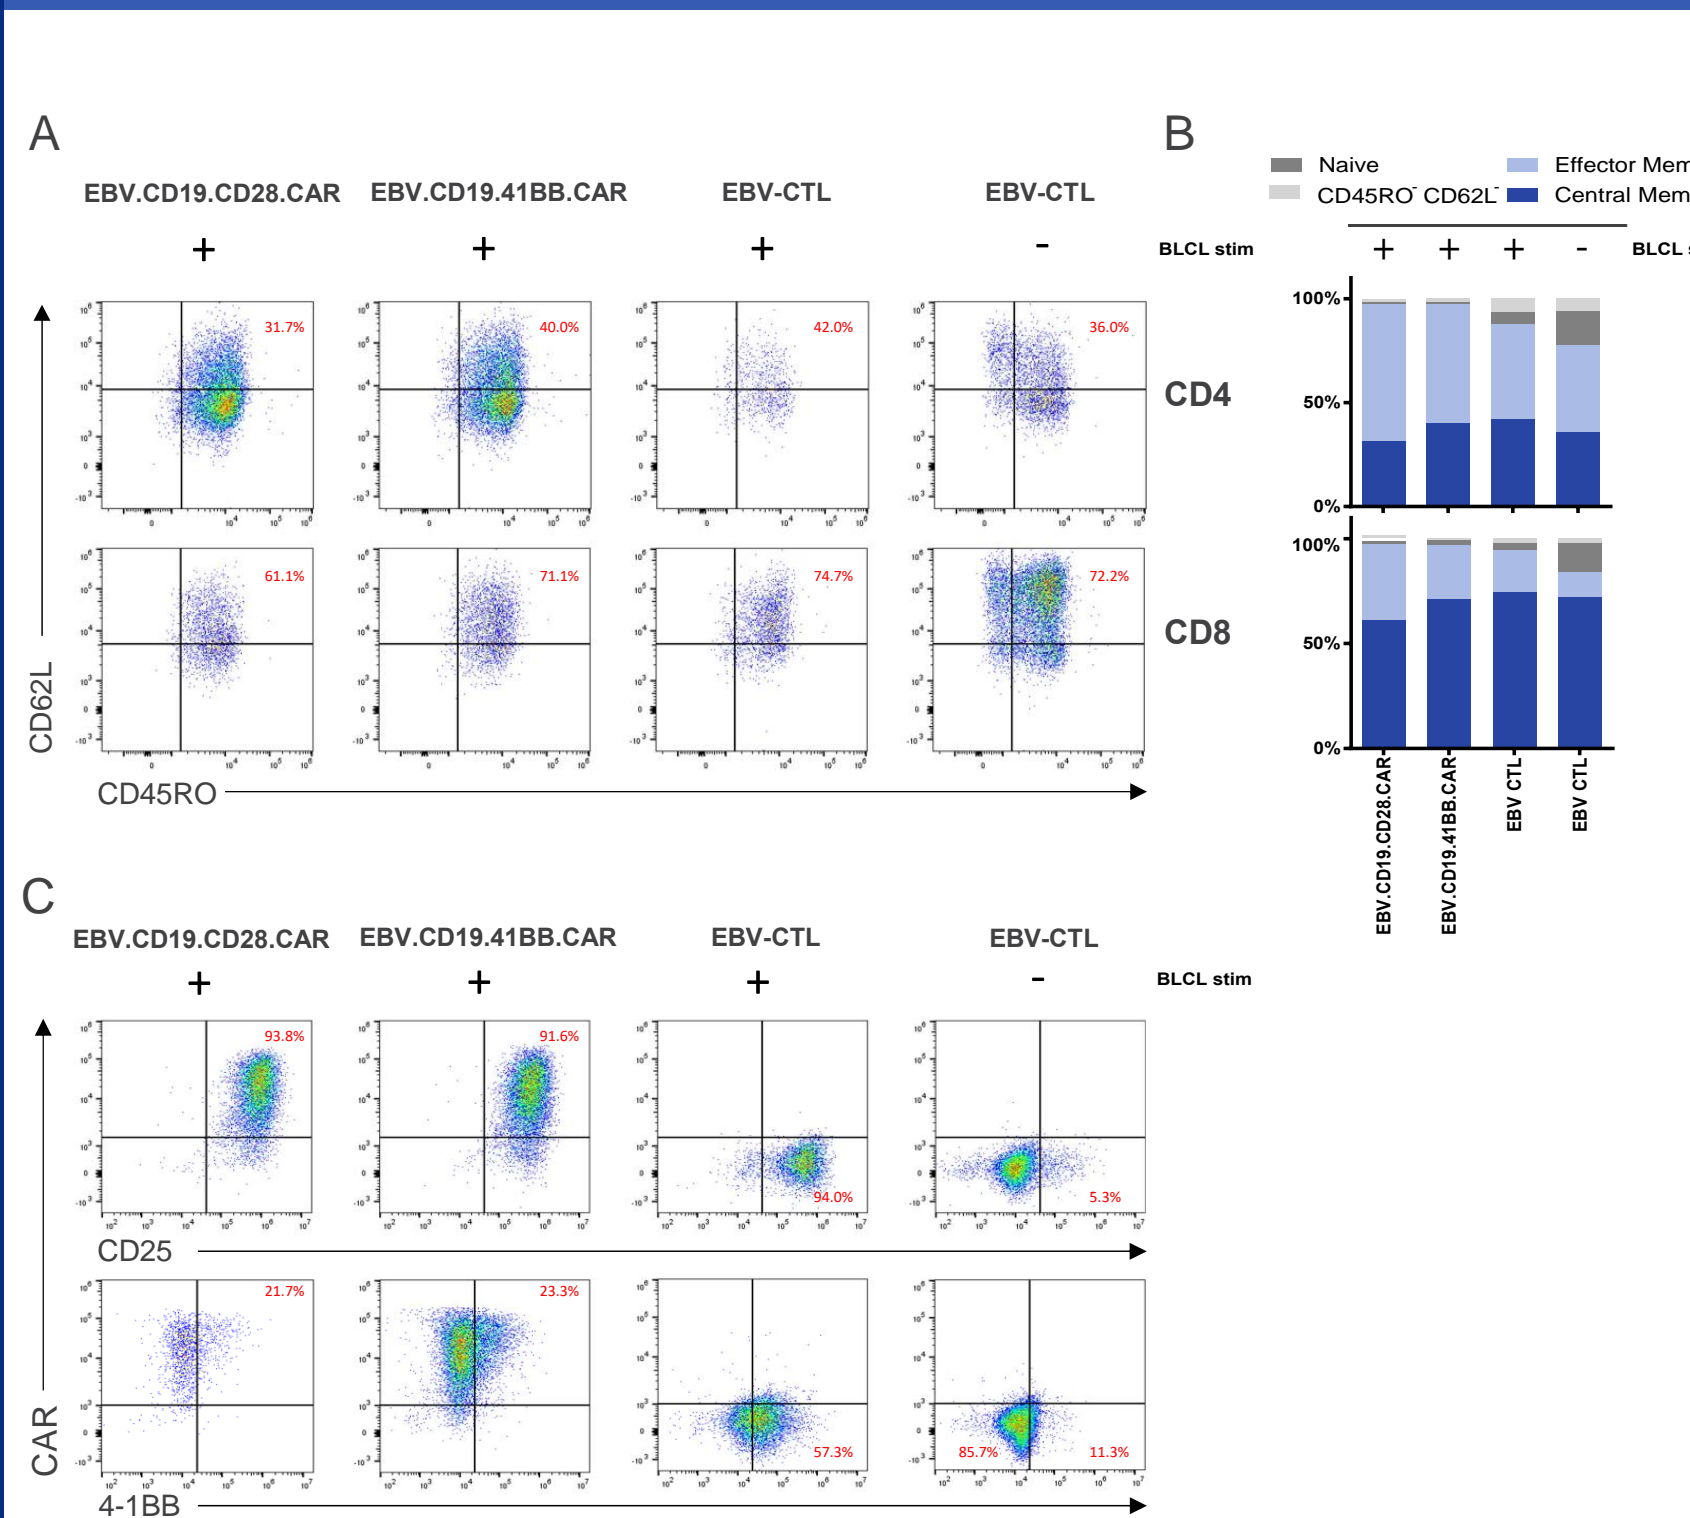 A
EBV.CD19.CD28.CAR EBV.CD19.41BB.CAR EBV-CTL EBV-CTL
+ + + - BLCL stim
31.7% 40.0% 42.0% 36.0%
CD4
61.1% 71.1% 74.7% 72.2%
CD8
CD62L
CD45RO
B
Naive Effector Mem
CD45RO⁻ CD62L⁻ Central Mem
+ + + - BLCL s
100%
50%
0%
100%
50%
0%
EBV.CD19.CD28.CAR
EBV.CD19.41BB.CAR
EBV CTL
EBV CTL
C
EBV.CD19.CD28.CAR EBV.CD19.41BB.CAR EBV-CTL EBV-CTL
+ + + - BLCL stim
93.8% 91.6% 94.0% 5.3%
CD25
21.7% 23.3% 57.3% 85.7% 11.3%
CAR
4-1BB